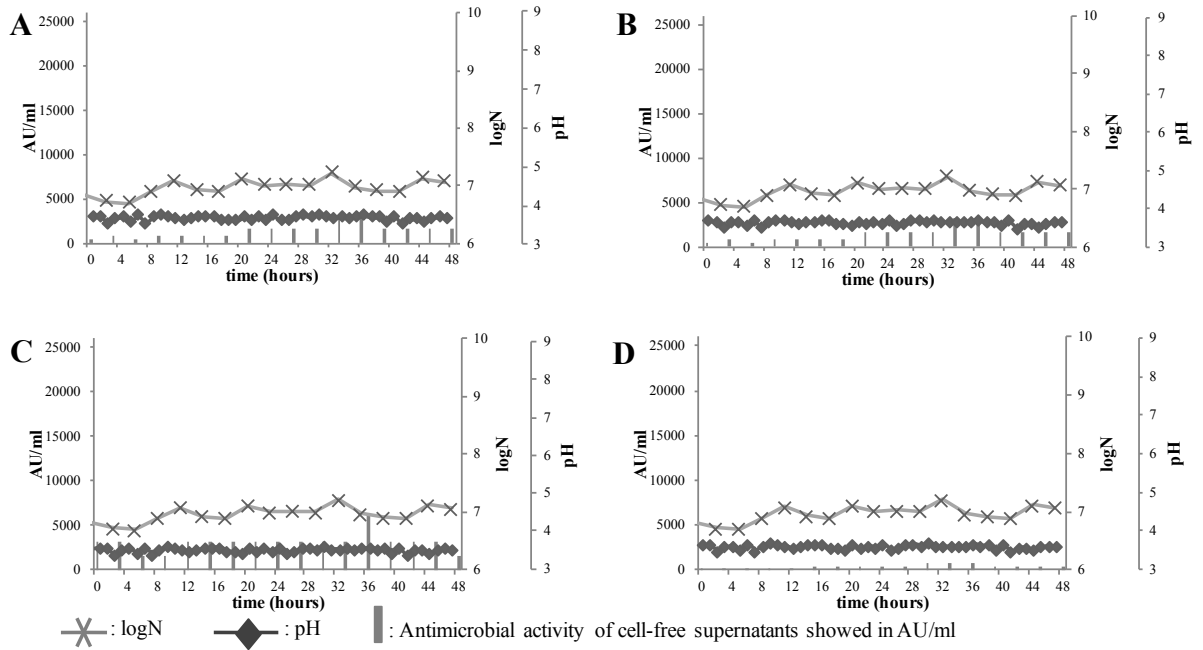 A
25000
20000
15000
10000
5000
0
AU/ml
0 4 8 12 16 20 24 28 32 36 40 44 48
time (hours)
10
9
8
7
6
logN
9
8
7
6
5
4
3
pH
B
25000
20000
15000
10000
5000
0
AU/ml
0 4 8 12 16 20 24 28 32 36 40 44 48
time (hours)
10
9
8
7
6
logN
9
8
7
6
5
4
3
pH
C
25000
20000
15000
10000
5000
0
AU/ml
0 4 8 12 16 20 24 28 32 36 40 44 48
time (hours)
10
9
8
7
6
logN
9
8
7
6
5
4
3
pH
D
25000
20000
15000
10000
5000
0
AU/ml
0 4 8 12 16 20 24 28 32 36 40 44 48
time (hours)
10
9
8
7
6
logN
9
8
7
6
5
4
3
pH
: logN : pH : Antimicrobial activity of cell-free supernatants showed in AU/ml